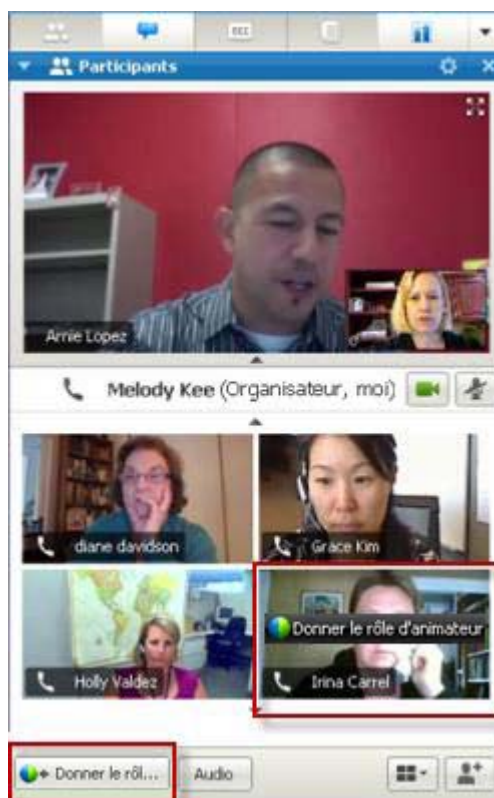 REC
Participants
Arnie Lopez
Melody Kee (Organisateur, moi)
diane davidson
Grace Kim
Donner le rôle d'animateur
Holly Valdez
Irina Carrel
Donner le rôl...
Audio